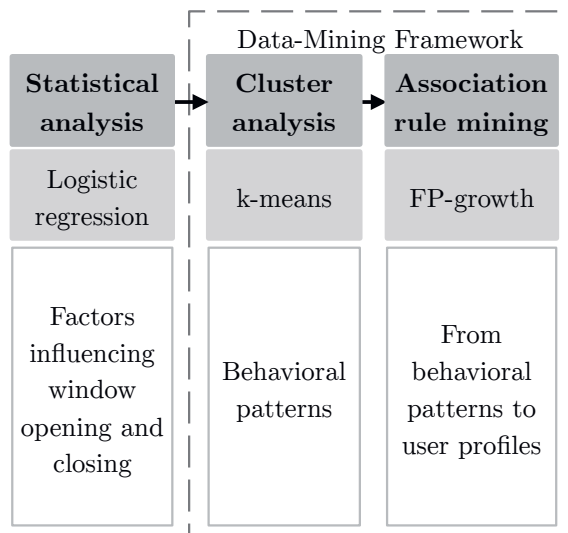 Data-Mining Framework
Statistical
analysis
Cluster
analysis
Association
rule mining
Logistic
regression
k-means
FP-growth
Factors
influencing
window
opening and
closing
Behavioral
patterns
From
behavioral
patterns to
user profiles